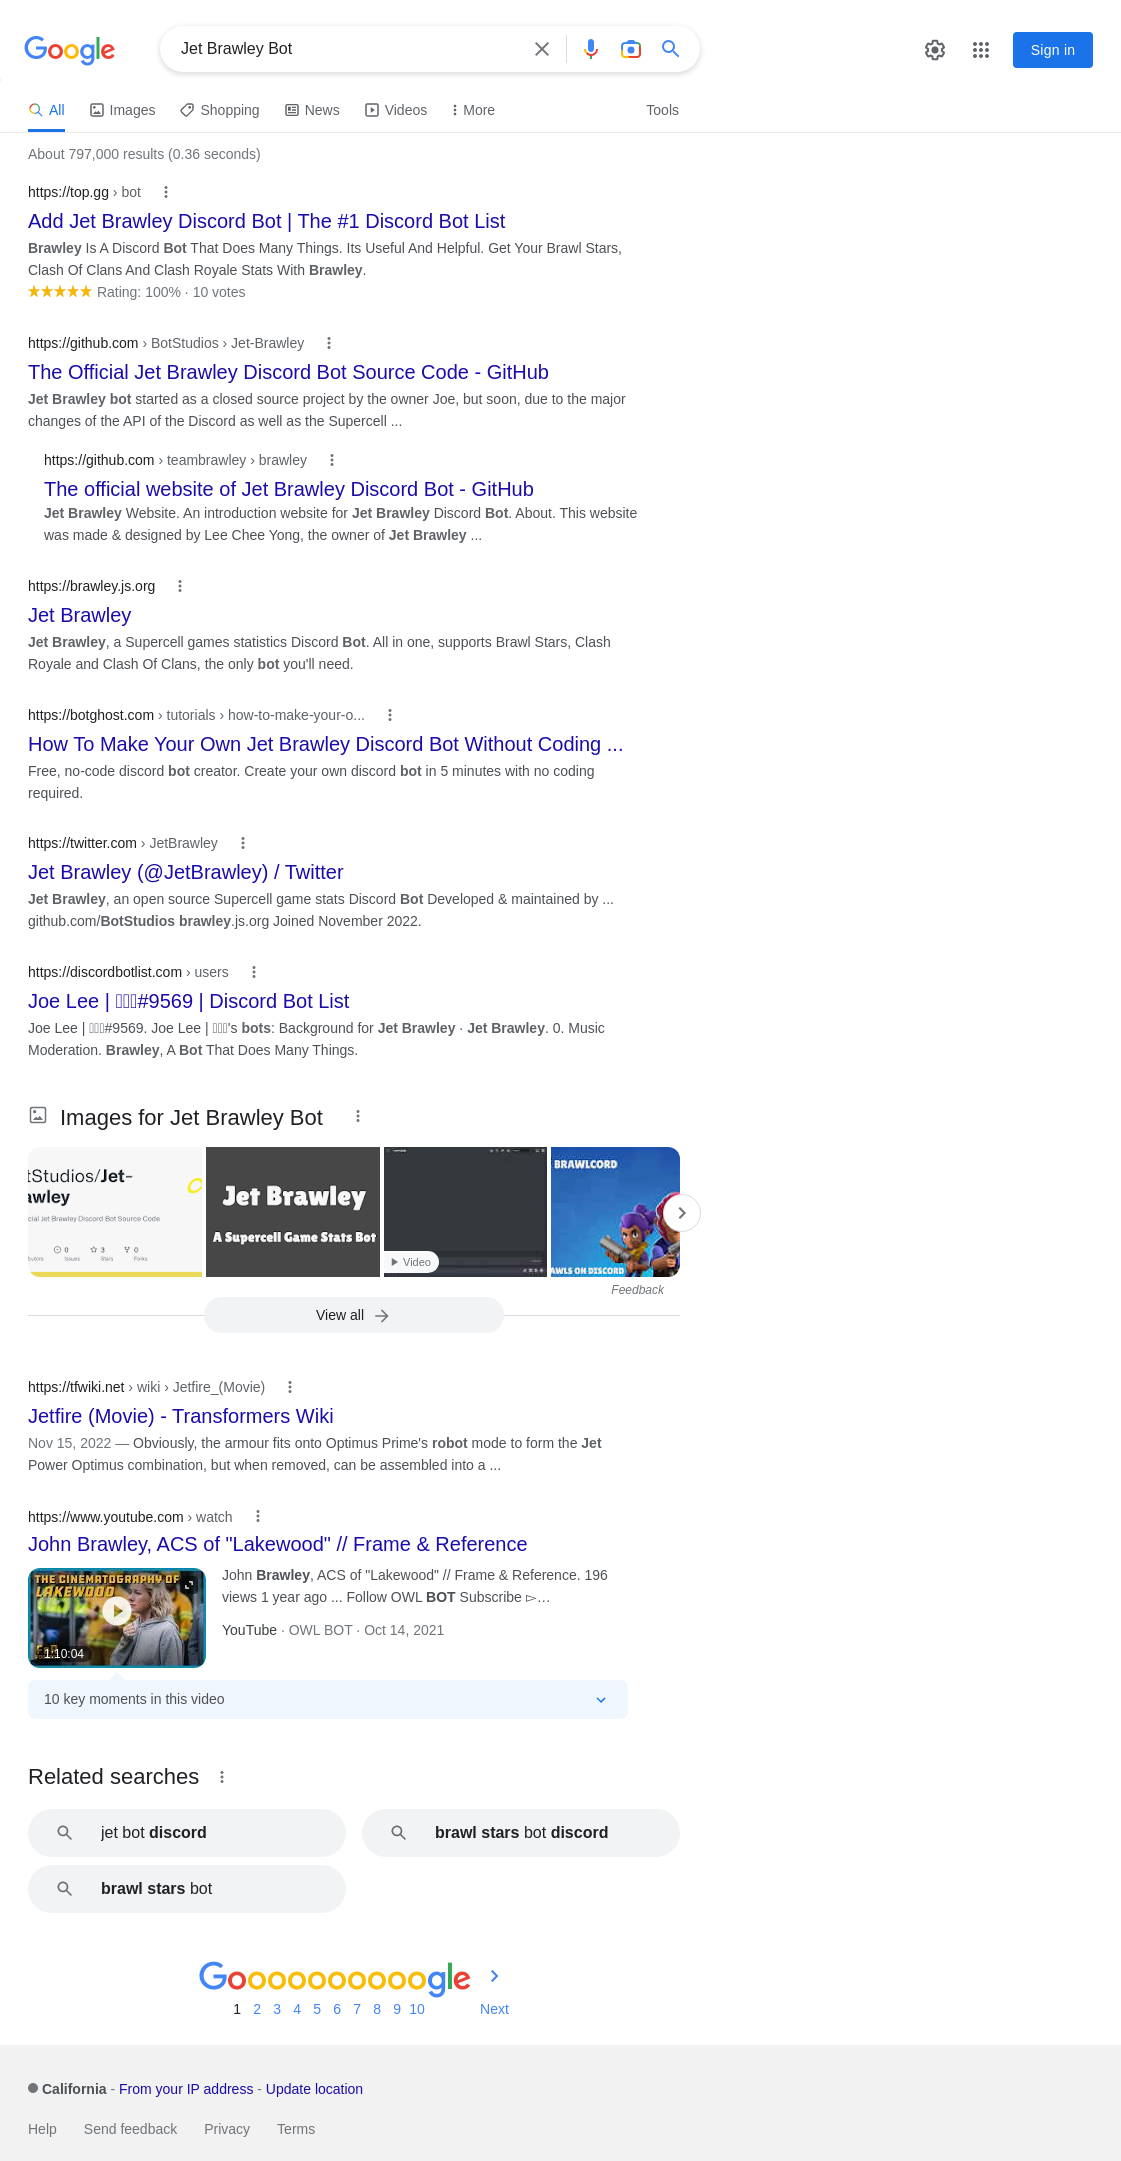 Google
Jet Brawley Bot
Sign in
All Images Shopping News Videos More Tools
About 797,000 results (0.36 seconds)
https://top.gg › bot
Add Jet Brawley Discord Bot | The #1 Discord Bot List
Brawley Is A Discord Bot That Does Many Things. Its Useful And Helpful. Get Your Brawl Stars,
Clash Of Clans And Clash Royale Stats With Brawley.
Rating: 100% · 10 votes
https://github.com › BotStudios › Jet-Brawley
The Official Jet Brawley Discord Bot Source Code - GitHub
Jet Brawley bot started as a closed source project by the owner Joe, but soon, due to the major
changes of the API of the Discord as well as the Supercell ...
https://github.com › teambrawley › brawley
The official website of Jet Brawley Discord Bot - GitHub
Jet Brawley Website. An introduction website for Jet Brawley Discord Bot. About. This website
was made & designed by Lee Chee Yong, the owner of Jet Brawley ...
https://brawley.js.org
Jet Brawley
Jet Brawley, a Supercell games statistics Discord Bot. All in one, supports Brawl Stars, Clash
Royale and Clash Of Clans, the only bot you'll need.
https://botghost.com › tutorials › how-to-make-your-o...
How To Make Your Own Jet Brawley Discord Bot Without Coding ...
Free, no-code discord bot creator. Create your own discord bot in 5 minutes with no coding
required.
https://twitter.com › JetBrawley
Jet Brawley (@JetBrawley) / Twitter
Jet Brawley, an open source Supercell game stats Discord Bot Developed & maintained by ...
github.com/BotStudios brawley.js.org Joined November 2022.
https://discordbotlist.com › users
Joe Lee | #9569 | Discord Bot List
Joe Lee | #9569. Joe Lee | 's bots: Background for Jet Brawley · Jet Brawley. 0. Music
Moderation. Brawley, A Bot That Does Many Things.
Images for Jet Brawley Bot
tStudios/Jet-
awley
cial Jet Brawley Discord Bot Source Code
0 3 0
Issues Stars Forks
Jet Brawley
A Supercell Game Stats Bot
Video
BRAWLCORD
AWLS ON DISCORD
Feedback
View all
https://tfwiki.net › wiki › Jetfire_(Movie)
Jetfire (Movie) - Transformers Wiki
Nov 15, 2022 — Obviously, the armour fits onto Optimus Prime's robot mode to form the Jet
Power Optimus combination, but when removed, can be assembled into a ...
https://www.youtube.com › watch
John Brawley, ACS of "Lakewood" // Frame & Reference
THE CINEMATOGRAPHY OF
LAKEWOOD
1:10:04
John Brawley, ACS of "Lakewood" // Frame & Reference. 196
views 1 year ago ... Follow OWL BOT Subscribe ▻…
YouTube · OWL BOT · Oct 14, 2021
10 key moments in this video
Related searches
jet bot discord
brawl stars bot discord
brawl stars bot
Goooooooooogle
1 2 3 4 5 6 7 8 9 10 Next
California - From your IP address - Update location
Help Send feedback Privacy Terms